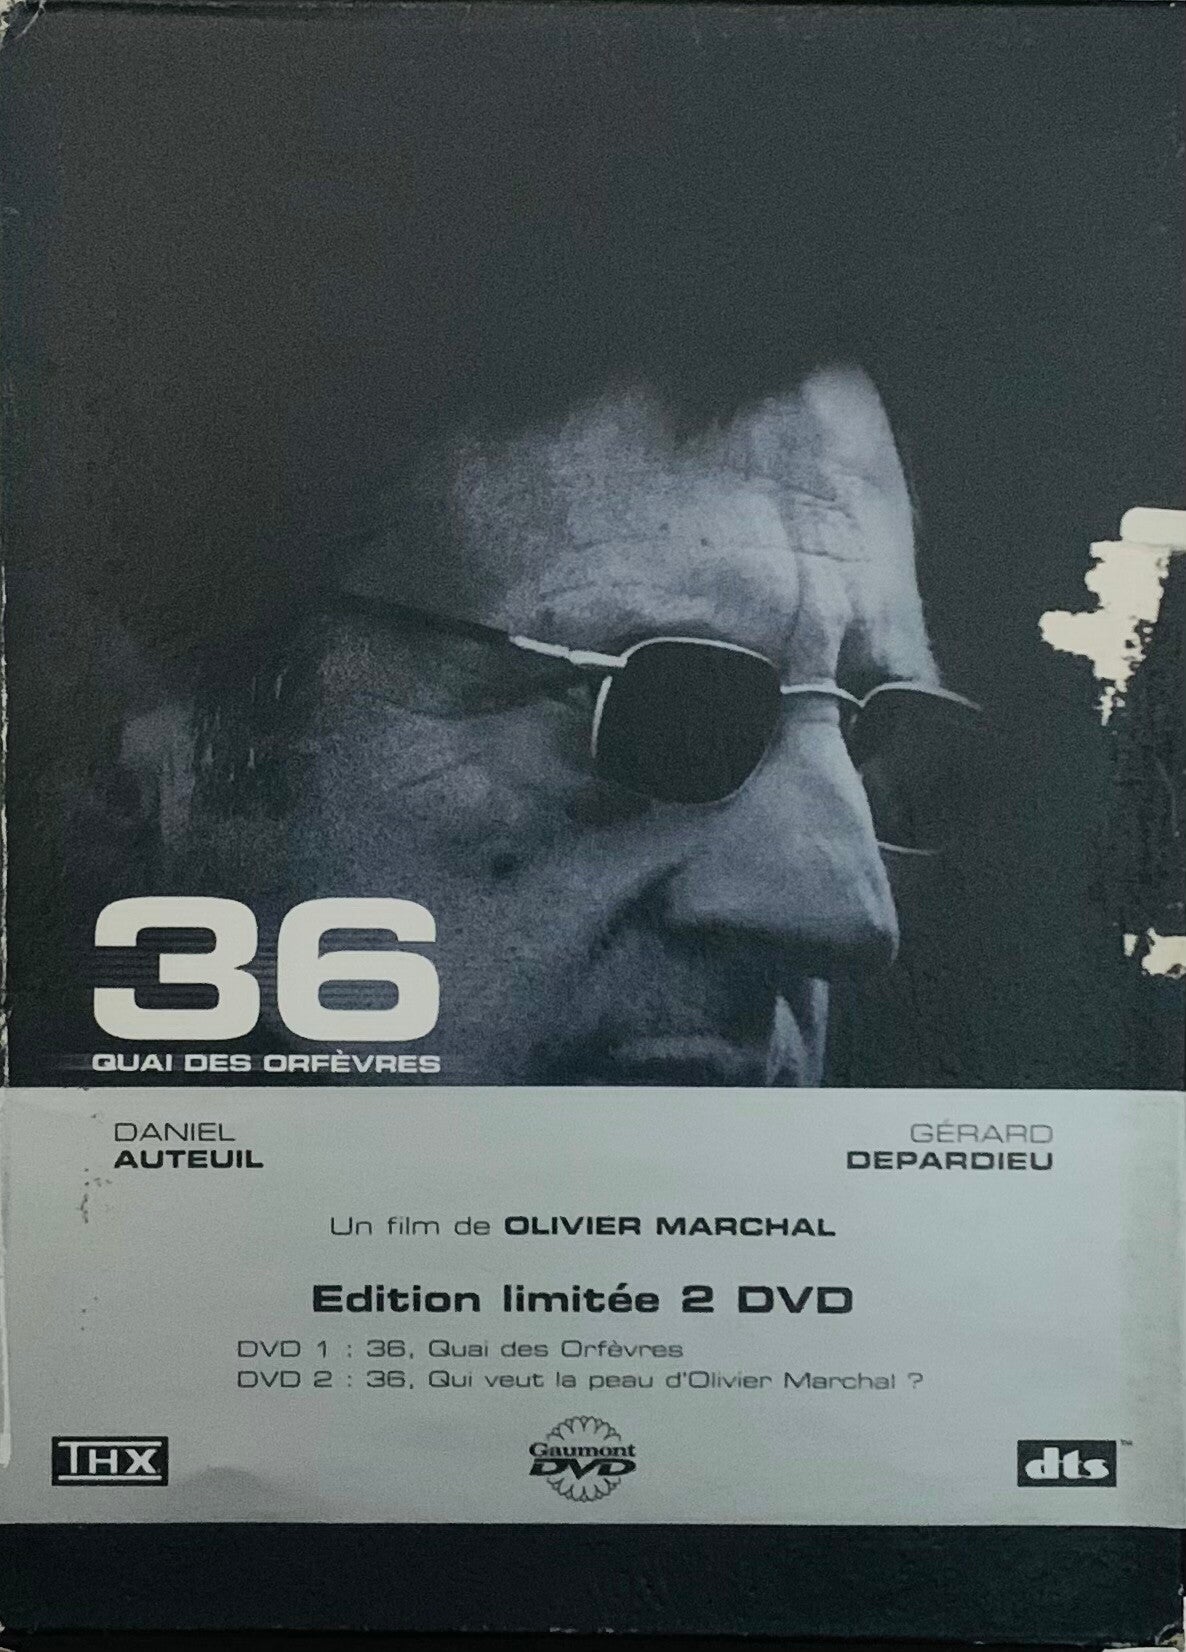 36
QUAI DES ORFÈVRES
DANIEL
AUTEUIL
GÉRARD
DEPARDIEU
Un film de OLIVIER MARCHAL
Edition limitée 2 DVD
DVD 1 : 36, Quai des Orfèvres
DVD 2 : 36, Qui veut la peau d'Olivier Marchal ?
THX
Gaumont
DVD
dts™